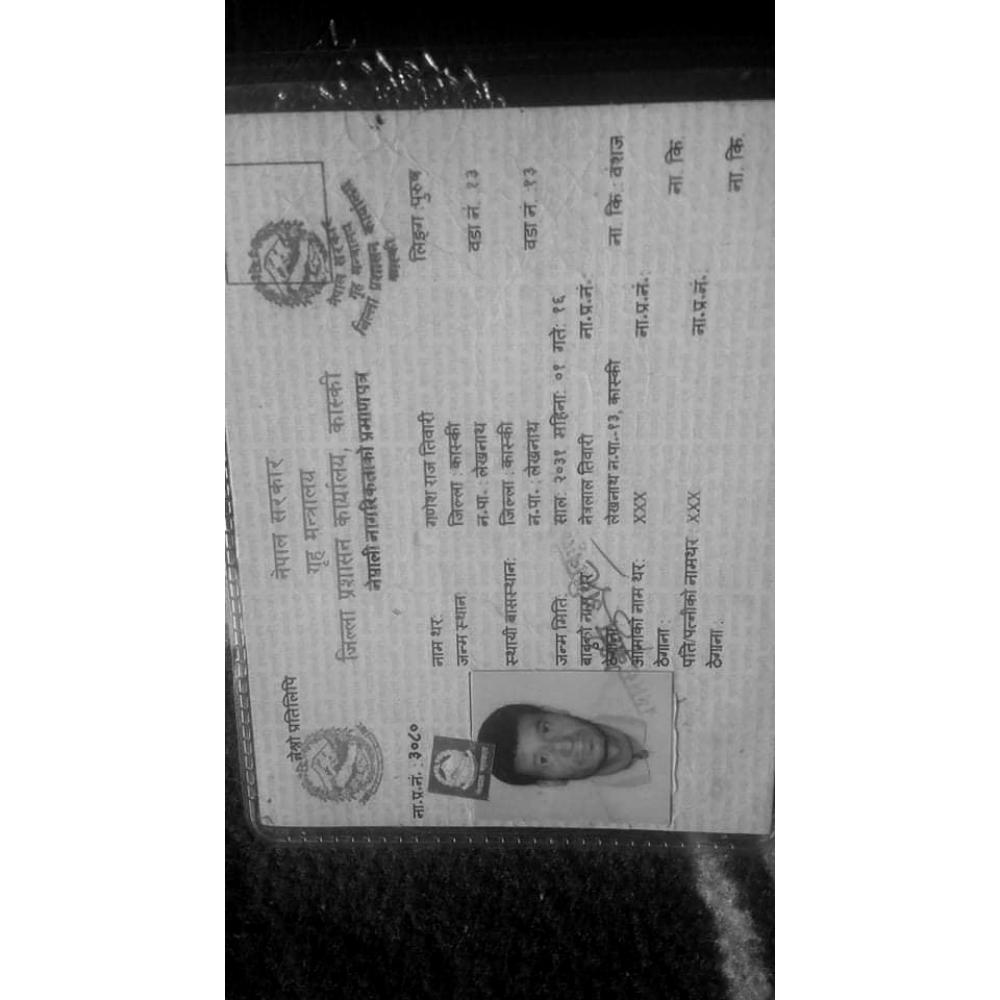 तेश्रो प्रतिलिपि
नेपाल सरकार
गृह मन्त्रालय
जिल्ला प्रशासन कार्यालय, कास्की
नेपाली नागरिकताको प्रमाणपत्र
नेपाल सरकार
गृह मन्त्रालय
जिल्ला प्रशासन कार्यालय
कास्की
ना.प्र.नं. : ३०८० लिङ्ग : पुरुष
नाम थर: गणेश राज तिवारी
जन्म स्थान: जिल्ला : कास्की
न.पा. : लेखनाथ वडा नं. १३
स्थायी बासस्थान: जिल्ला : कास्की
न.पा. : लेखनाथ वडा नं. १३
जन्म मिति: साल: २०३१ महिना: ०१ गते: १६
बाबुको नाम थर: नेत्रलाल तिवारी ना.प्र.नं.
ठेगाना: लेखनाथ न.पा.-१३, कास्की ना. कि : वंशज
आमाको नाम थर: XXX ना.प्र.नं. :
ठेगाना : ना. कि.
पति/पत्नीको नामथर XXX ना.प्र.नं. :
ठेगाना : ना. कि.